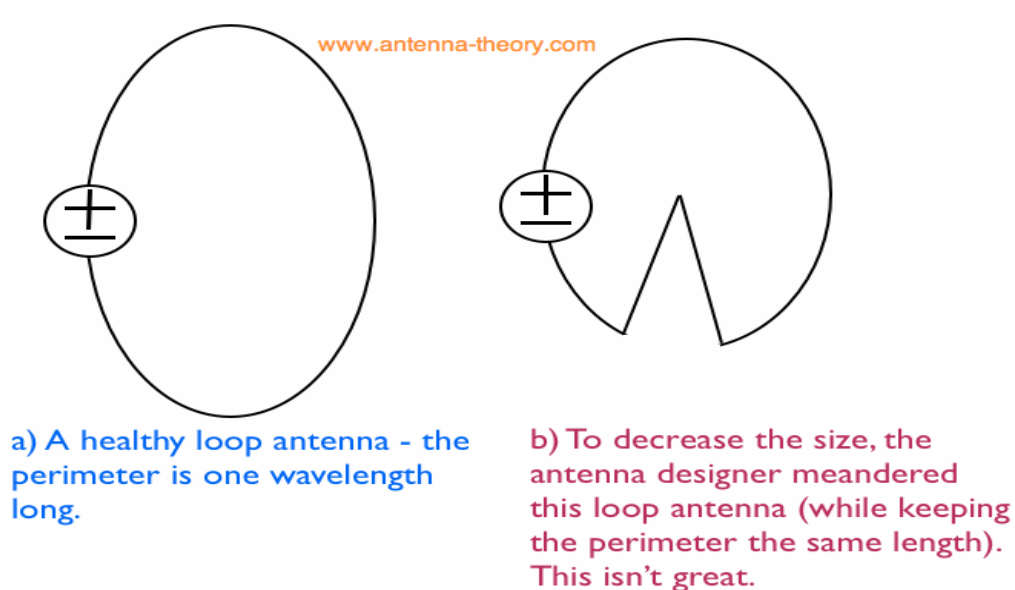 www.antenna-theory.com
a) A healthy loop antenna - the
perimeter is one wavelength
long.
b) To decrease the size, the
antenna designer meandered
this loop antenna (while keeping
the perimeter the same length).
This isn't great.